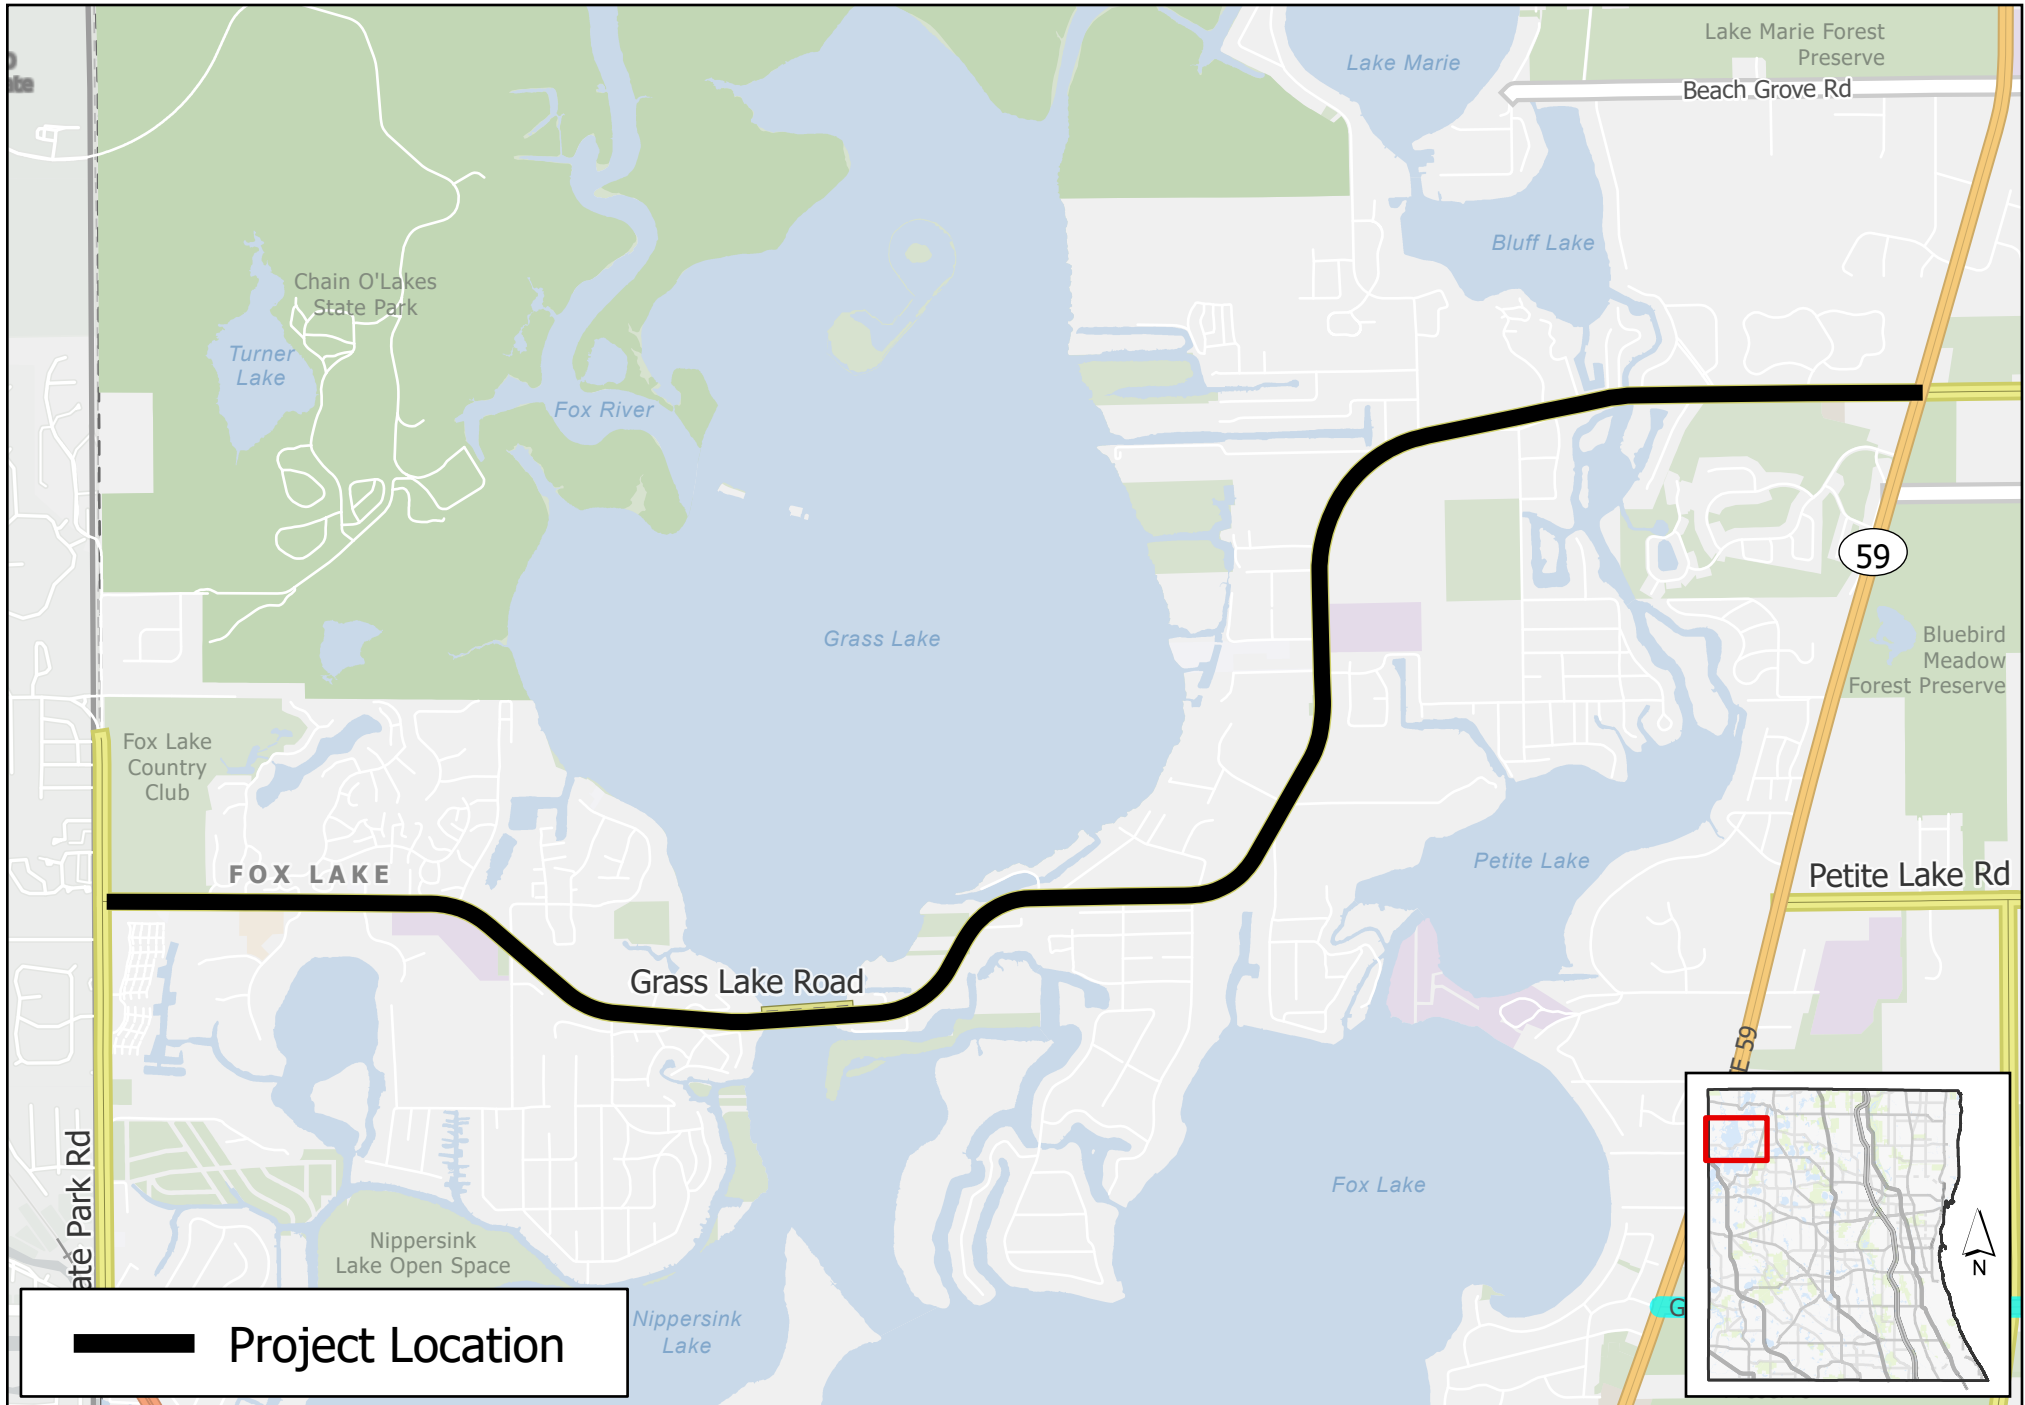 Lake Marie Forest
Preserve
Lake Marie
Beach Grove Rd
Bluff Lake
Chain O'Lakes
State Park
Turner
Lake
Fox River
59
Grass Lake
Bluebird
Meadow
Forest Preserve
Fox Lake
Country
Club
FOX LAKE
Petite Lake
Petite Lake Rd
Grass Lake Road
E 59
ate Park Rd
Fox Lake
Nippersink
Lake Open Space
N
G
Nippersink
Lake
Project Location